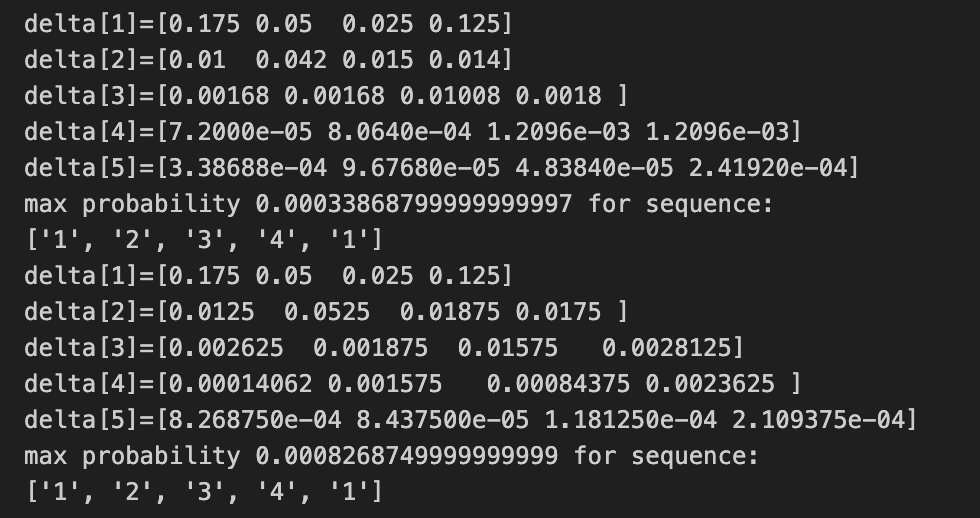 delta[1]=[0.175 0.05  0.025 0.125]
delta[2]=[0.01  0.042 0.015 0.014]
delta[3]=[0.00168 0.00168 0.01008 0.0018 ]
delta[4]=[7.2000e-05 8.0640e-04 1.2096e-03 1.2096e-03]
delta[5]=[3.38688e-04 9.67680e-05 4.83840e-05 2.41920e-04]
max probability 0.00033868799999999997 for sequence:
['1', '2', '3', '4', '1']
delta[1]=[0.175 0.05  0.025 0.125]
delta[2]=[0.0125  0.0525  0.01875 0.0175 ]
delta[3]=[0.002625  0.001875  0.01575   0.0028125]
delta[4]=[0.00014062 0.001575   0.00084375 0.0023625 ]
delta[5]=[8.268750e-04 8.437500e-05 1.181250e-04 2.109375e-04]
max probability 0.0008268749999999999 for sequence:
['1', '2', '3', '4', '1']